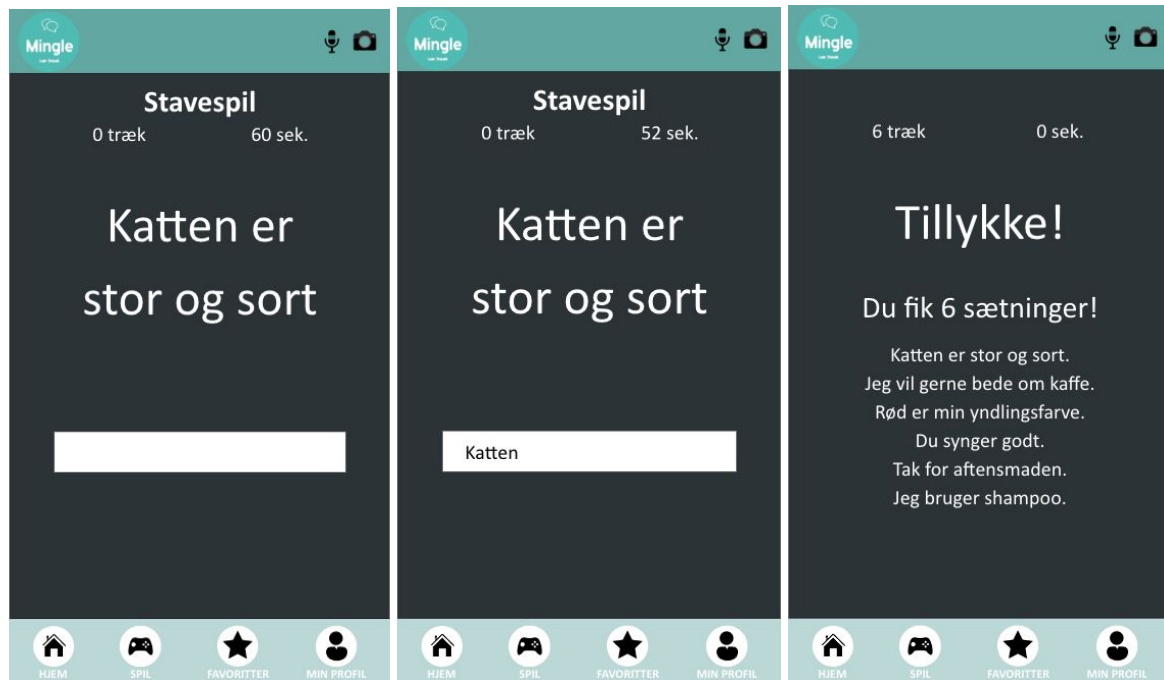 Mingle
Stavespil
0 træk 60 sek.
Katten er
stor og sort
HJEM SPIL FAVORITTER MIN PROFIL
Mingle
Stavespil
0 træk 52 sek.
Katten er
stor og sort
Katten
HJEM SPIL FAVORITTER MIN PROFIL
Mingle
6 træk 0 sek.
Tillykke!
Du fik 6 sætninger!
Katten er stor og sort.
Jeg vil gerne bede om kaffe.
Rød er min yndlingsfarve.
Du synger godt.
Tak for aftensmaden.
Jeg bruger shampoo.
HJEM SPIL FAVORITTER MIN PROFIL